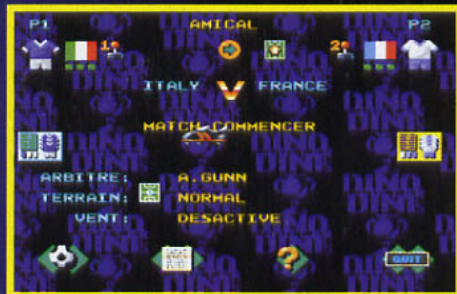 P1 AMICAL P2
1 2
ITALY V FRANCE
MATCH COMMENCER
ARBITRE: A.GUNN
TERRAIN: NORMAL
VENT: DESACTIVE
? QUIT